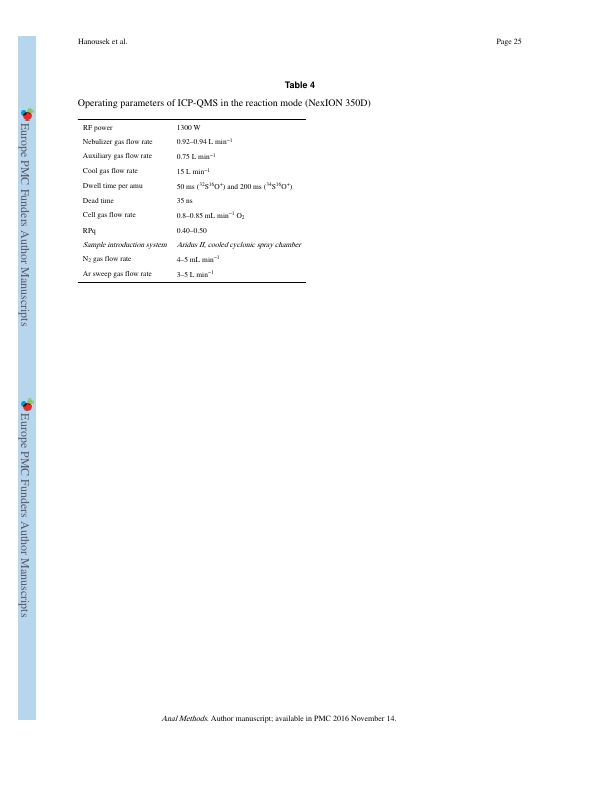 Hanousek et al. Page 25
Table 4
Operating parameters of ICP-QMS in the reaction mode (NexION 350D)
RF power 1300 W
Nebulizer gas flow rate 0.92–0.94 L min⁻¹
Auxiliary gas flow rate 0.75 L min⁻¹
Cool gas flow rate 15 L min⁻¹
Dwell time per amu 50 ms (³²S¹⁶O⁺) and 200 ms (³⁴S¹⁶O⁺)
Dead time 35 ns
Cell gas flow rate 0.8–0.85 mL min⁻¹ O₂
RPq 0.40–0.50
Sample introduction system Aridus II, cooled cyclonic spray chamber
N₂ gas flow rate 4–5 mL min⁻¹
Ar sweep gas flow rate 3–5 L min⁻¹
Europe PMC Funders Author Manuscripts
Europe PMC Funders Author Manuscripts
Anal Methods. Author manuscript; available in PMC 2016 November 14.